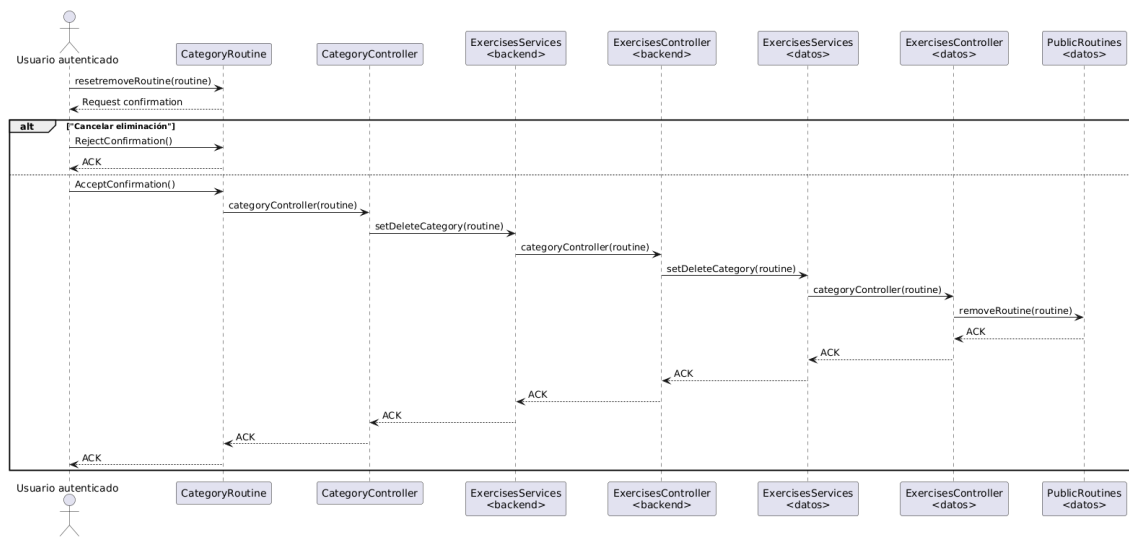 Usuario autenticado
CategoryRoutine
CategoryController
ExercisesServices
<backend>
ExercisesController
<backend>
ExercisesServices
<datos>
ExercisesController
<datos>
PublicRoutines
<datos>
resetremoveRoutine(routine)
Request confirmation
alt
["Cancelar eliminación"]
RejectConfirmation()
ACK
AcceptConfirmation()
categoryController(routine)
setDeleteCategory(routine)
categoryController(routine)
setDeleteCategory(routine)
categoryController(routine)
removeRoutine(routine)
ACK
ACK
ACK
ACK
ACK
ACK
ACK
Usuario autenticado
CategoryRoutine
CategoryController
ExercisesServices
<backend>
ExercisesController
<backend>
ExercisesServices
<datos>
ExercisesController
<datos>
PublicRoutines
<datos>